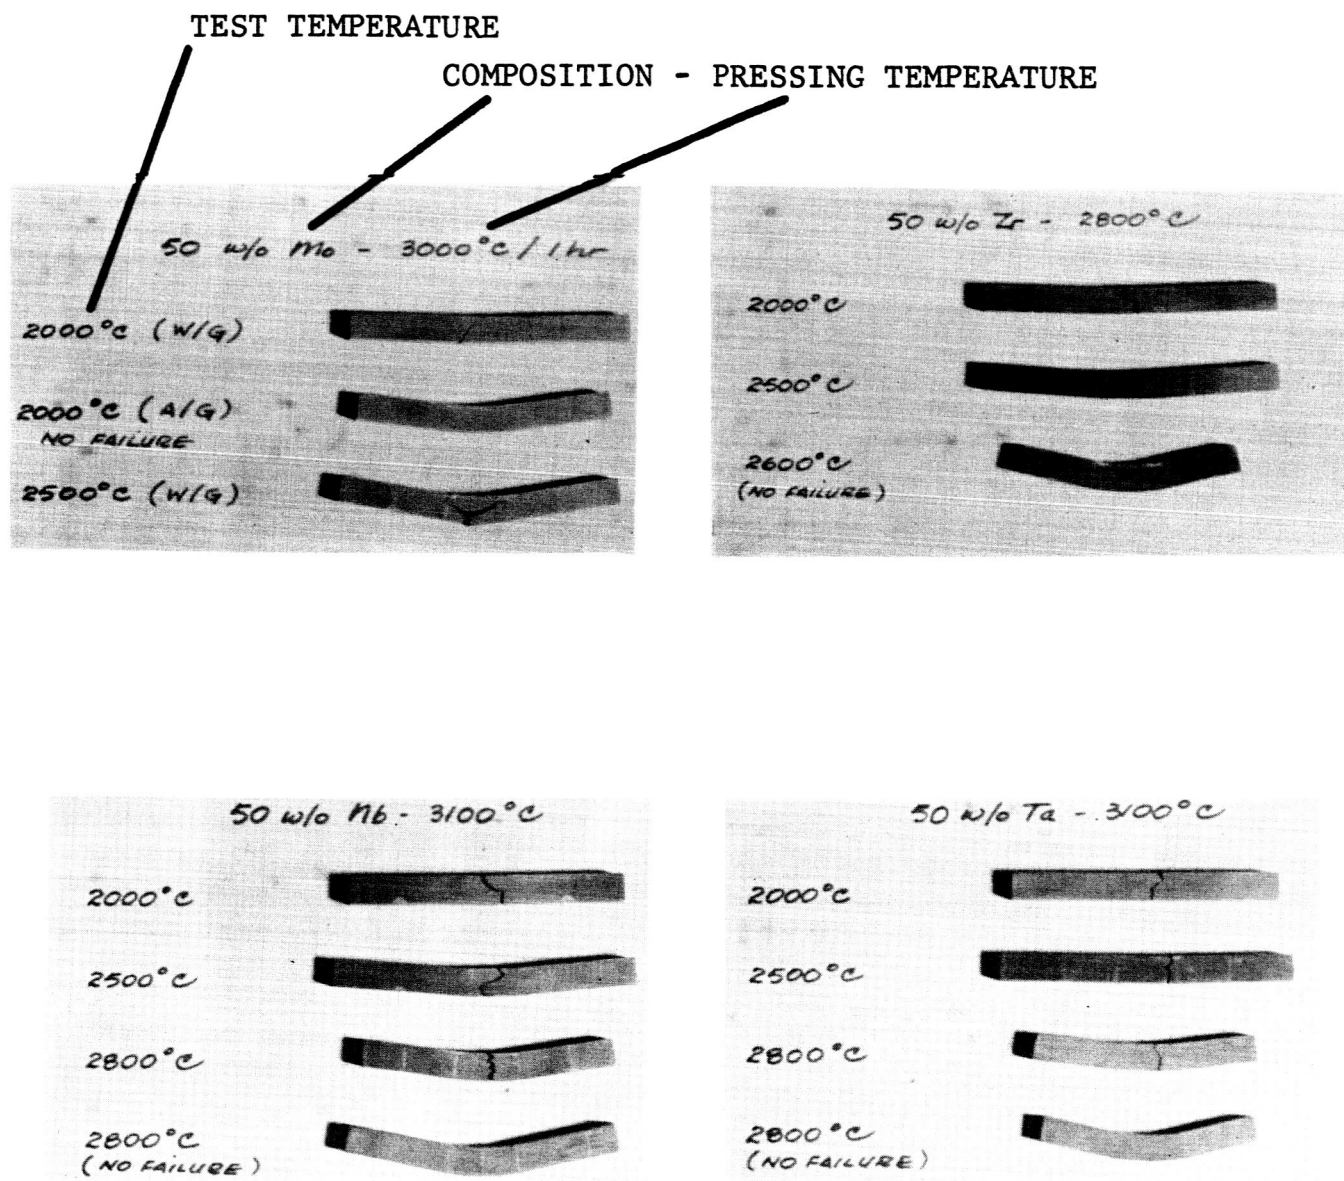 TEST TEMPERATURE
COMPOSITION - PRESSING TEMPERATURE
50 w/o Mo - 3000°C / 1 hr
2000°C (W/G)
2000°C (A/G)
NO FAILURE
2500°C (W/G)
50 w/o Zr - 2800°C
2000°C
2500°C
2600°C
(NO FAILURE)
50 w/o Nb - 3100°C
2000°C
2500°C
2800°C
2800°C
(NO FAILURE)
50 w/o Ta - 3100°C
2000°C
2500°C
2800°C
2800°C
(NO FAILURE)